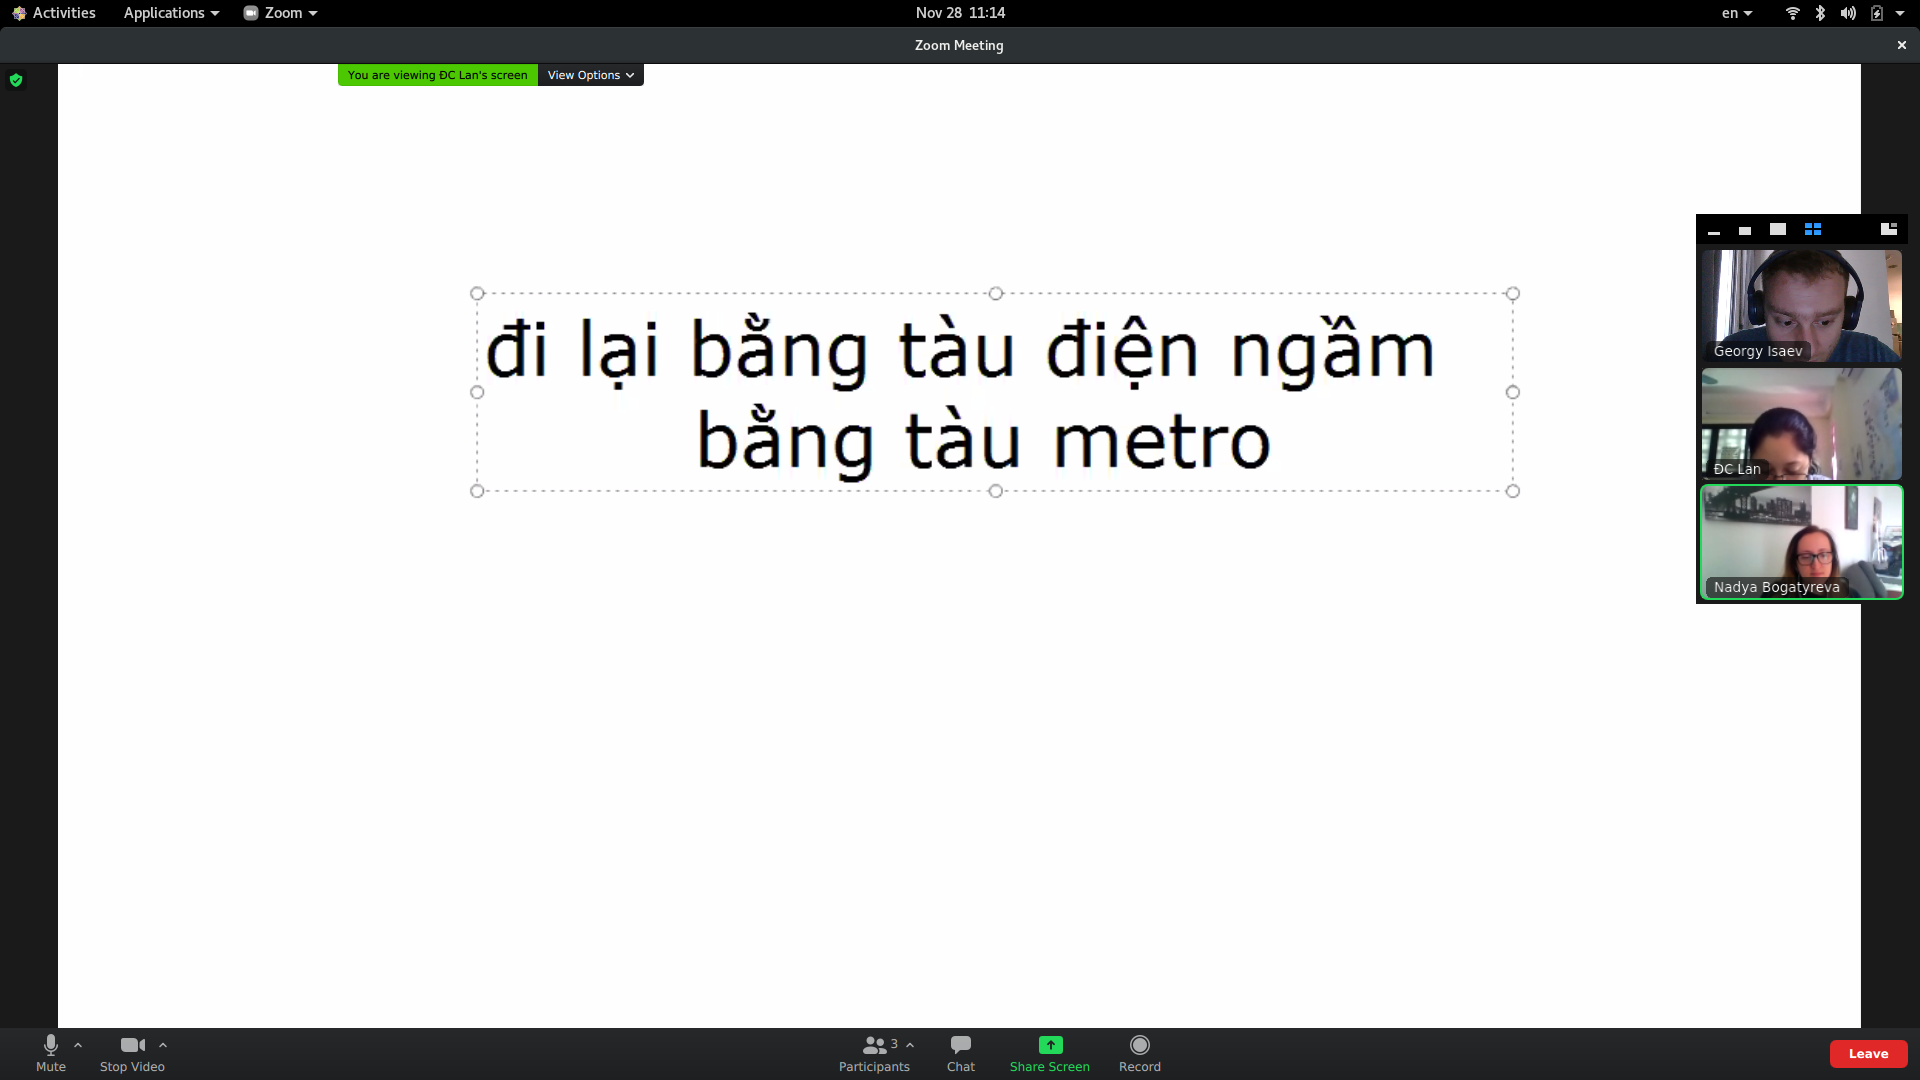 Activities Applications Zoom Nov 28 11:14 en
Zoom Meeting
You are viewing ĐC Lan's screen View Options
đi lại bằng tàu điện ngầm
bằng tàu metro
Georgy Isaev
ĐC Lan
Nadya Bogatyreva
3
Mute Stop Video Participants Chat Share Screen Record Leave